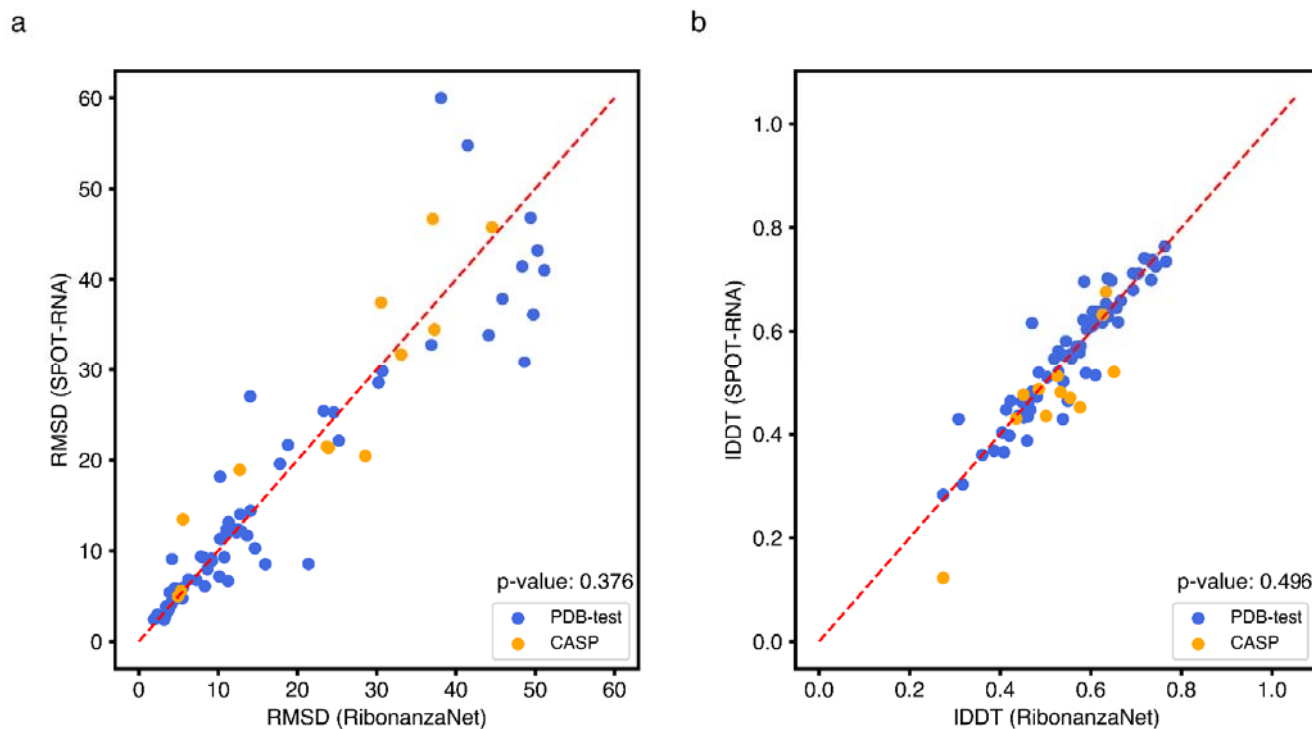 a
60
50
40
30
20
10
0
RMSD (SPOT-RNA)
p-value: 0.376
PDB-test
CASP
0 10 20 30 40 50 60
RMSD (RibonanzaNet)
b
1.0
0.8
0.6
0.4
0.2
0.0
lDDT (SPOT-RNA)
p-value: 0.496
PDB-test
CASP
0.0 0.2 0.4 0.6 0.8 1.0
lDDT (RibonanzaNet)